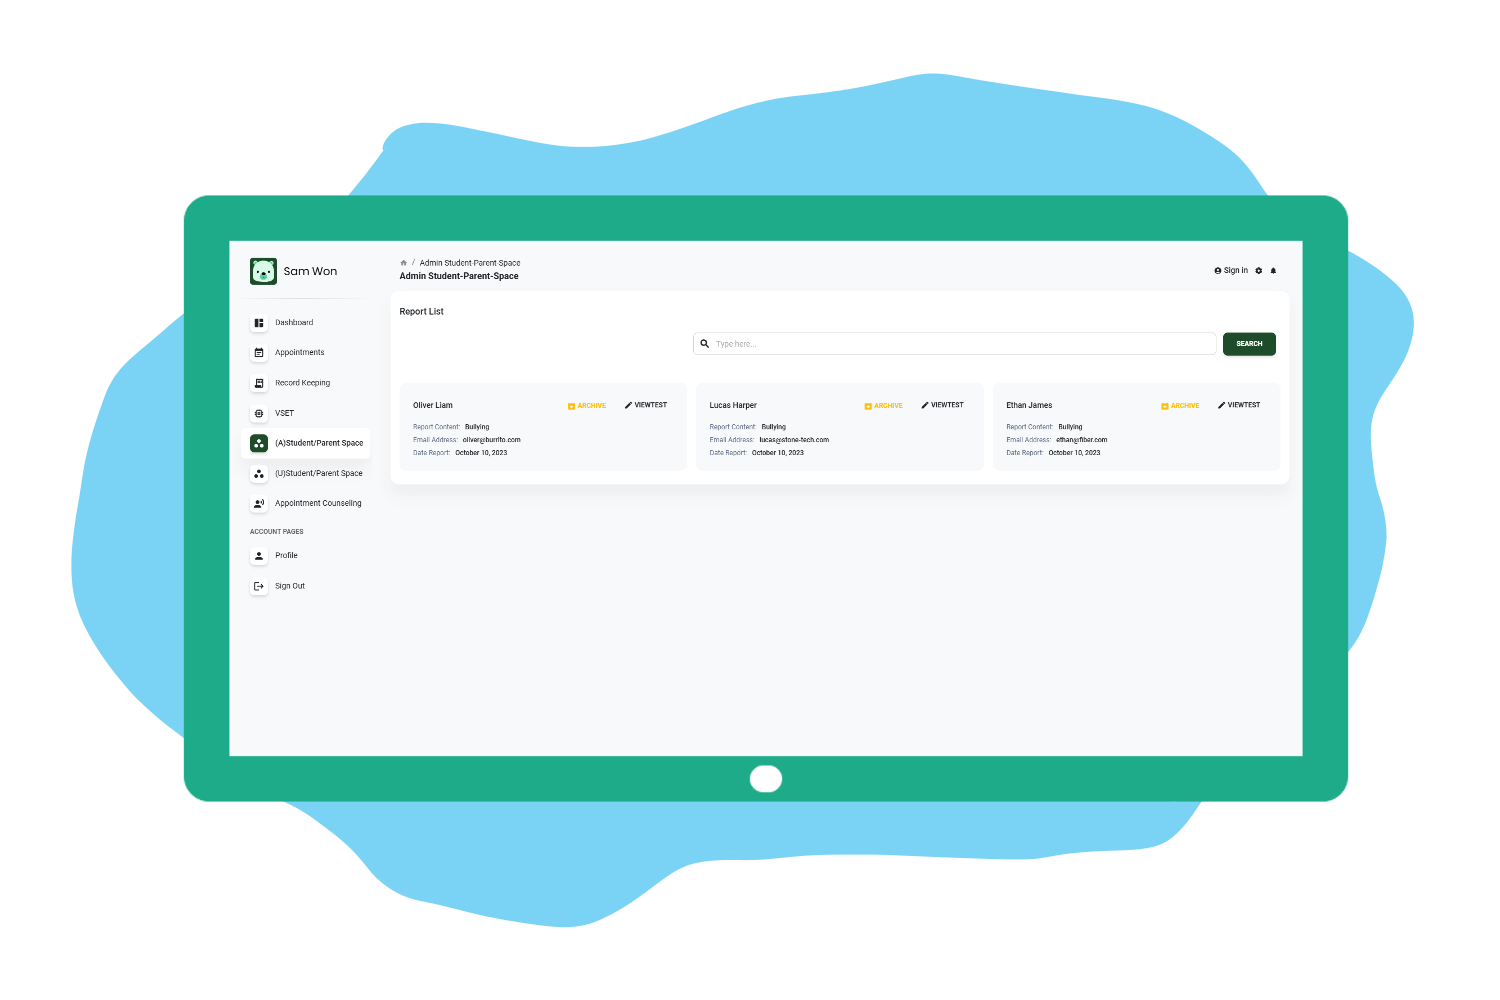 Sam Won
Dashboard
Appointments
Record Keeping
VSET
(A)Student/Parent Space
(U)Student/Parent Space
Appointment Counseling
ACCOUNT PAGES
Profile
Sign Out
/ Admin Student-Parent-Space
Admin Student-Parent-Space
Sign in
Report List
Type here...
SEARCH
Oliver Liam
ARCHIVE
VIEWTEST
Report Content: Bullying
Email Address: oliver@burrito.com
Date Report: October 10, 2023
Lucas Harper
ARCHIVE
VIEWTEST
Report Content: Bullying
Email Address: lucas@stone-tech.com
Date Report: October 10, 2023
Ethan James
ARCHIVE
VIEWTEST
Report Content: Bullying
Email Address: ethan@fiber.com
Date Report: October 10, 2023